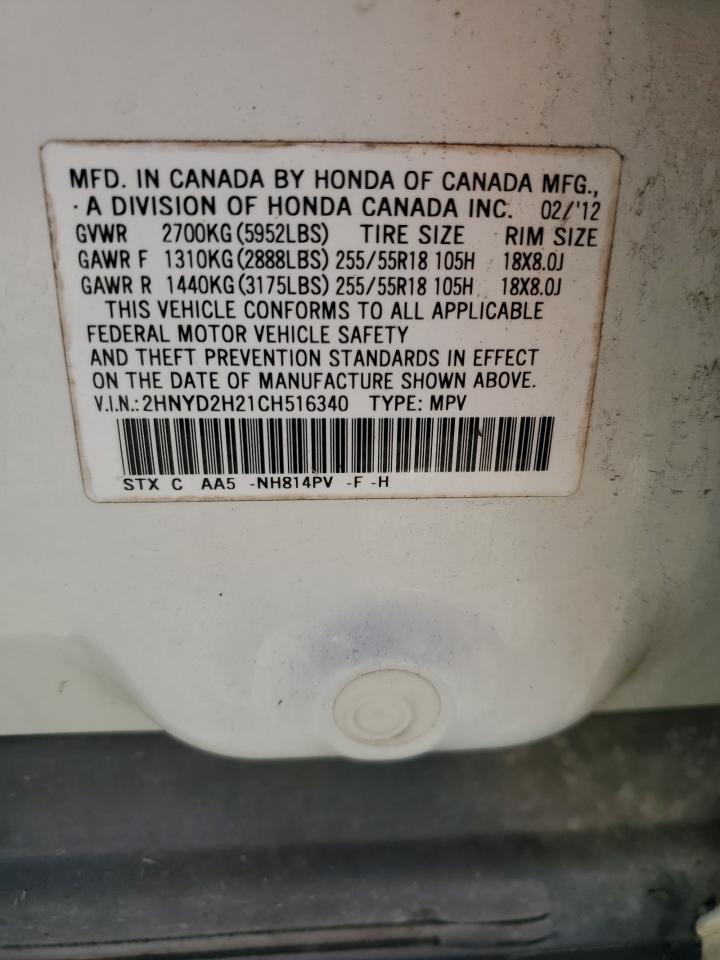 MFD. IN CANADA BY HONDA OF CANADA MFG.,
A DIVISION OF HONDA CANADA INC. 02/'12
GVWR 2700KG(5952LBS) TIRE SIZE RIM SIZE
GAWR F 1310KG(2888LBS) 255/55R18 105H 18X8.0J
GAWR R 1440KG(3175LBS) 255/55R18 105H 18X8.0J
THIS VEHICLE CONFORMS TO ALL APPLICABLE
FEDERAL MOTOR VEHICLE SAFETY
AND THEFT PREVENTION STANDARDS IN EFFECT
ON THE DATE OF MANUFACTURE SHOWN ABOVE.
V.I.N.:2HNYD2H21CH516340 TYPE: MPV
STX C AA5 -NH814PV -F -H